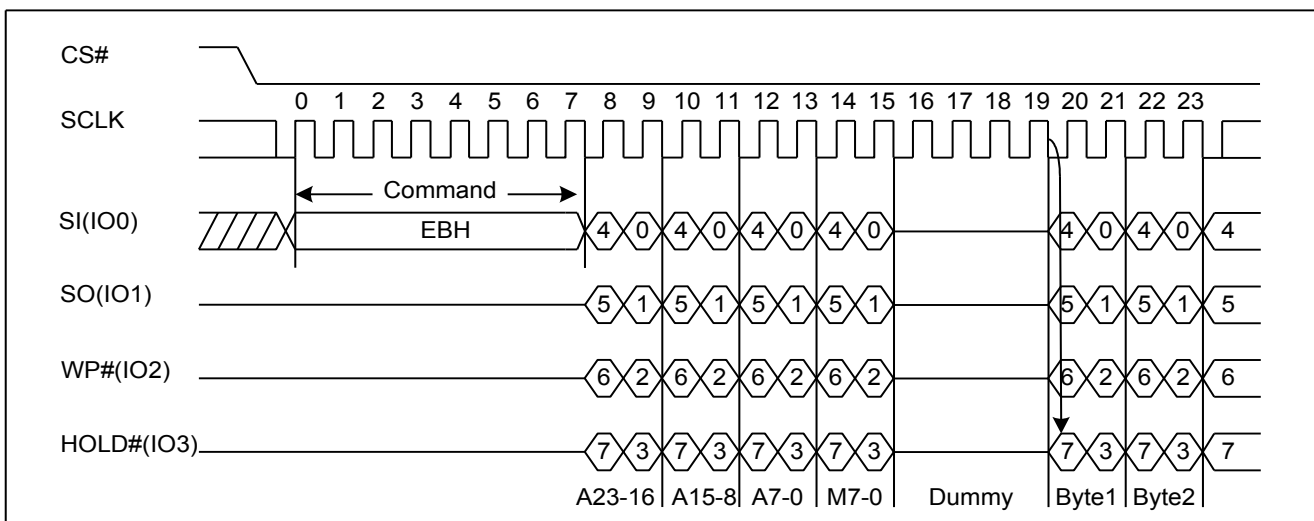 CS#
0 1 2 3 4 5 6 7 8 9 10 11 12 13 14 15 16 17 18 19 20 21 22 23
SCLK
Command
SI(IO0) EBH 4 0 4 0 4 0 4 0 4 0 4 0 4
SO(IO1) 5 1 5 1 5 1 5 1 5 1 5 1 5
WP#(IO2) 6 2 6 2 6 2 6 2 6 2 6 2 6
HOLD#(IO3) 7 3 7 3 7 3 7 3 7 3 7 3 7
A23-16 A15-8 A7-0 M7-0 Dummy Byte1 Byte2